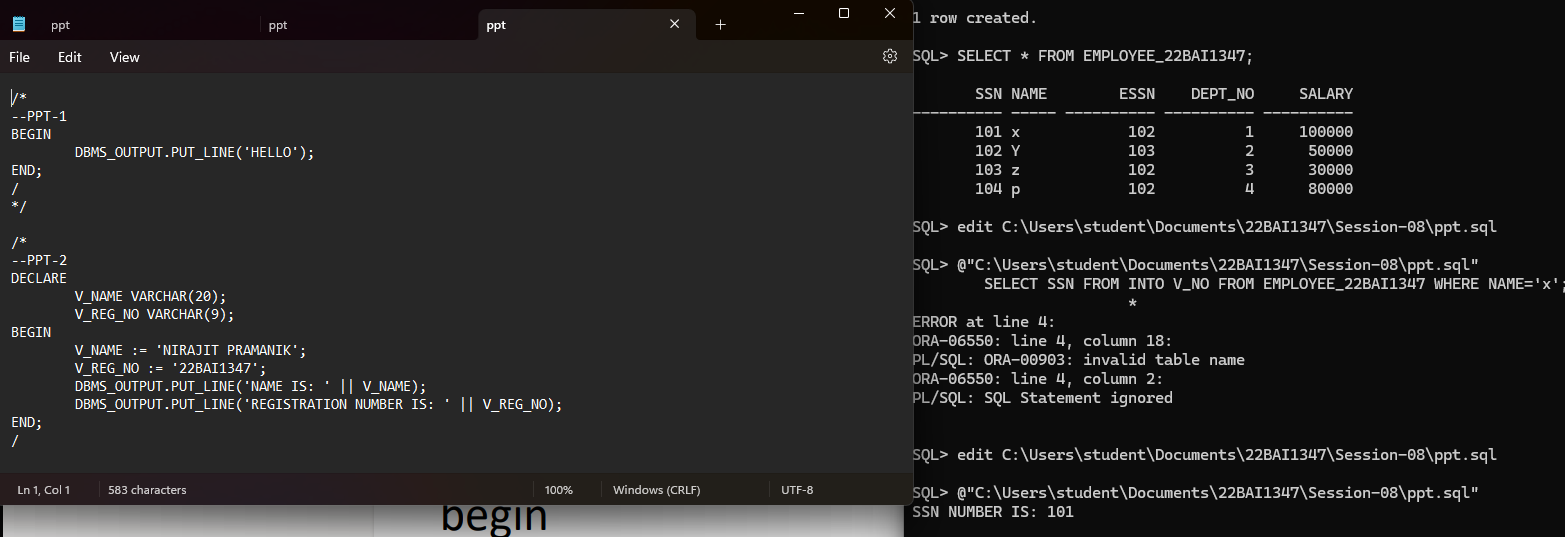 ppt
ppt
ppt
File Edit View
/*
--PPT-1
BEGIN
DBMS_OUTPUT.PUT_LINE('HELLO');
END;
/
*/
/*
--PPT-2
DECLARE
V_NAME VARCHAR(20);
V_REG_NO VARCHAR(9);
BEGIN
V_NAME := 'NIRAJIT PRAMANIK';
V_REG_NO := '22BAI1347';
DBMS_OUTPUT.PUT_LINE('NAME IS: ' || V_NAME);
DBMS_OUTPUT.PUT_LINE('REGISTRATION NUMBER IS: ' || V_REG_NO);
END;
/
Ln 1, Col 1 583 characters 100% Windows (CRLF) UTF-8
begin
1 row created.
SQL> SELECT * FROM EMPLOYEE_22BAI1347;
SSN NAME ESSN DEPT_NO SALARY
---------- ----- ---------- ---------- ----------
101 x 102 1 100000
102 Y 103 2 50000
103 z 102 3 30000
104 p 102 4 80000
SQL> edit C:\Users\student\Documents\22BAI1347\Session-08\ppt.sql
SQL> @"C:\Users\student\Documents\22BAI1347\Session-08\ppt.sql"
SELECT SSN FROM INTO V_NO FROM EMPLOYEE_22BAI1347 WHERE NAME='x';
*
ERROR at line 4:
ORA-06550: line 4, column 18:
PL/SQL: ORA-00903: invalid table name
ORA-06550: line 4, column 2:
PL/SQL: SQL Statement ignored
SQL> edit C:\Users\student\Documents\22BAI1347\Session-08\ppt.sql
SQL> @"C:\Users\student\Documents\22BAI1347\Session-08\ppt.sql"
SSN NUMBER IS: 101